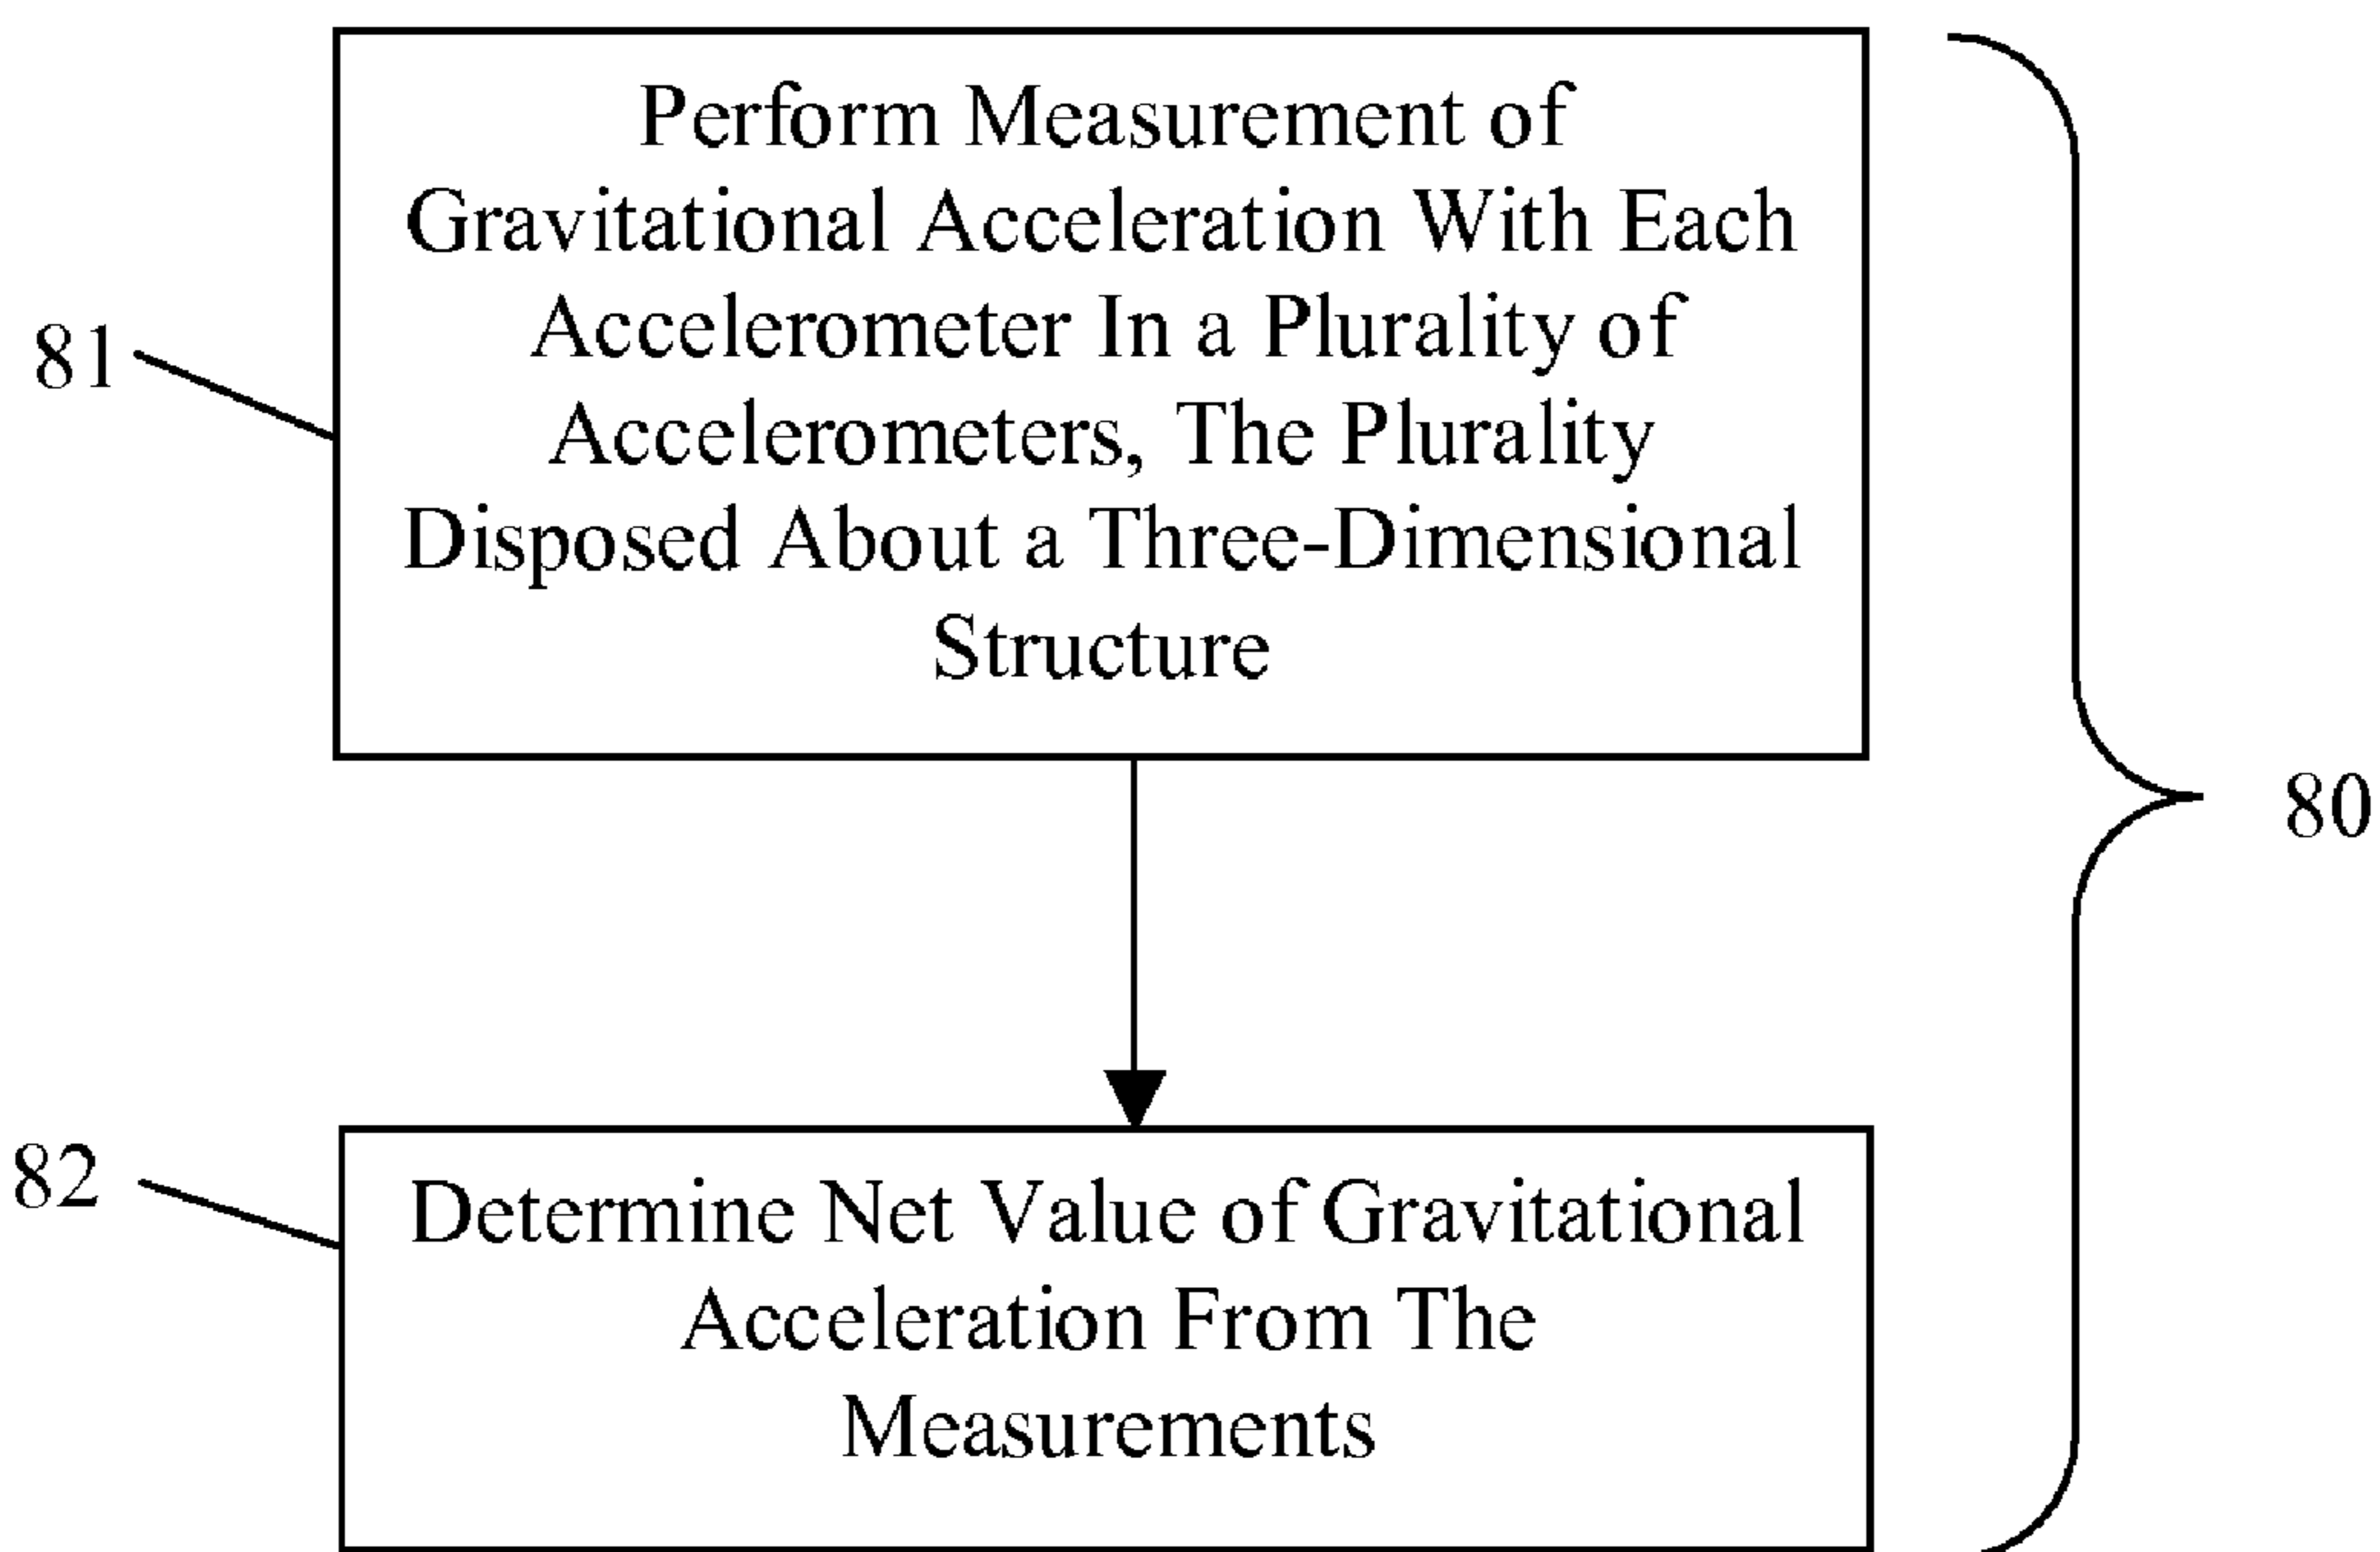 Perform Measurement of
Gravitational Acceleration With Each
Accelerometer In a Plurality of
Accelerometers, The Plurality
Disposed About a Three-Dimensional
Structure
81
80
82
Determine Net Value of Gravitational
Acceleration From The
Measurements